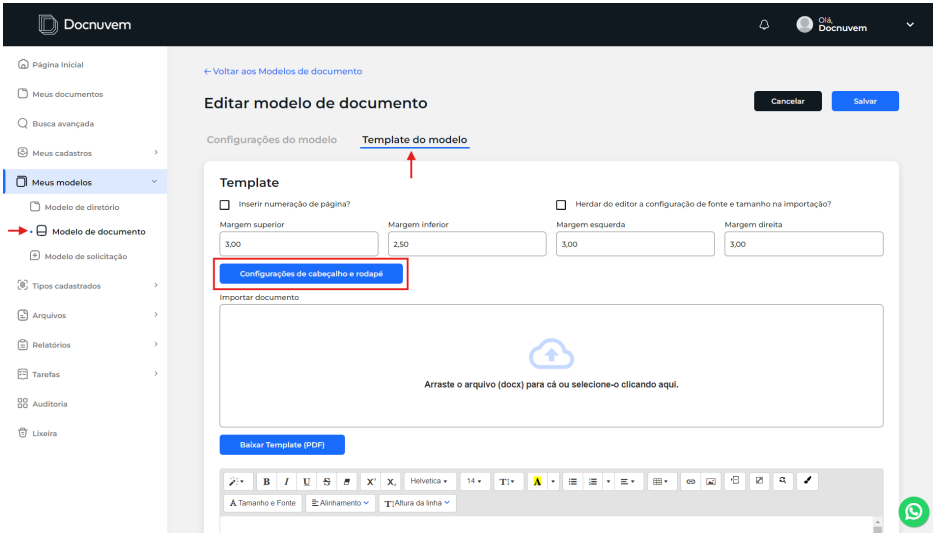 Docnuvem
Olá,
Docnuvem
Página Inicial
Meus documentos
Busca avançada
Meus cadastros
Meus modelos
Modelo de diretório
Modelo de documento
Modelo de solicitação
Tipos cadastrados
Arquivos
Relatórios
Tarefas
Auditoria
Lixeira
← Voltar aos Modelos de documento
Editar modelo de documento
Cancelar
Salvar
Configurações do modelo
Template do modelo
Template
Inserir numeração de página?
Herdar do editor a configuração de fonte e tamanho na importação?
Margem superior
Margem inferior
Margem esquerda
Margem direita
3,00
2,50
3,00
3,00
Configurações de cabeçalho e rodapé
Importar documento
Arraste o arquivo (docx) para cá ou selecione-o clicando aqui.
Baixar Template (PDF)
B I U S X' X, Helvetica 14 TI A
A Tamanho e Fonte
Alinhamento
Altura da linha